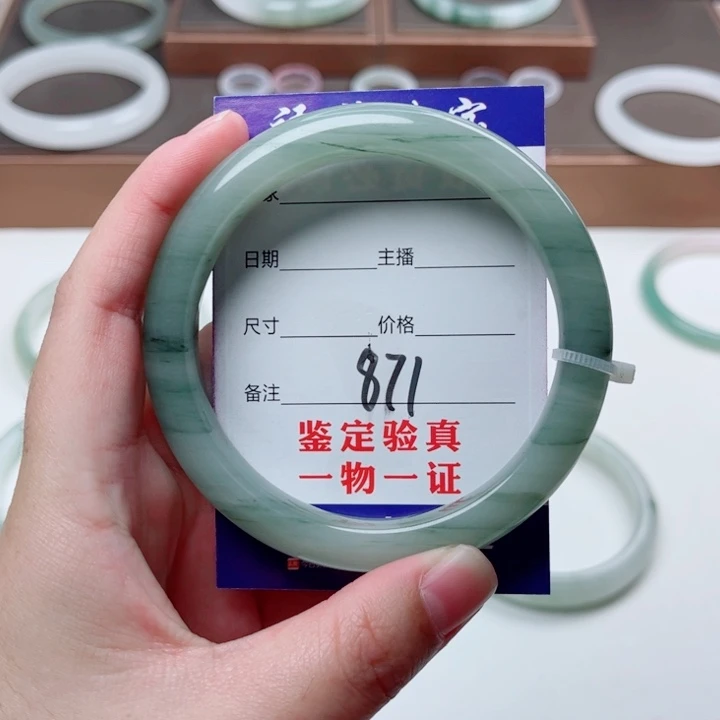 日期 主播
尺寸 价格
备注 871
鉴定验真
一物一证